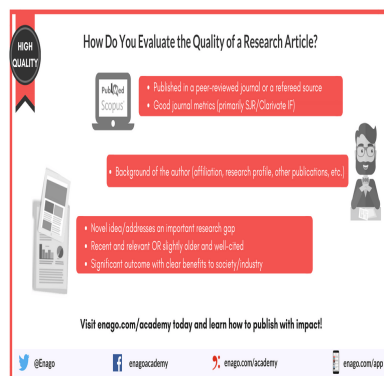 HIGH
QUALITY
How Do You Evaluate the Quality of a Research Article?
PubMed
Scopus
• Published in a peer-reviewed journal or a refereed source
• Good journal metrics (primarily SJR/Clarivate IF)
• Background of the author (affiliation, research profile, other publications, etc.)
• Novel idea/addresses an important research gap
• Recent and relevant OR slightly older and well-cited
• Significant outcome with clear benefits to society/industry
Visit enago.com/academy today and learn how to publish with impact!
@Enago
enagoacademy
enago.com/academy
enago.com/app